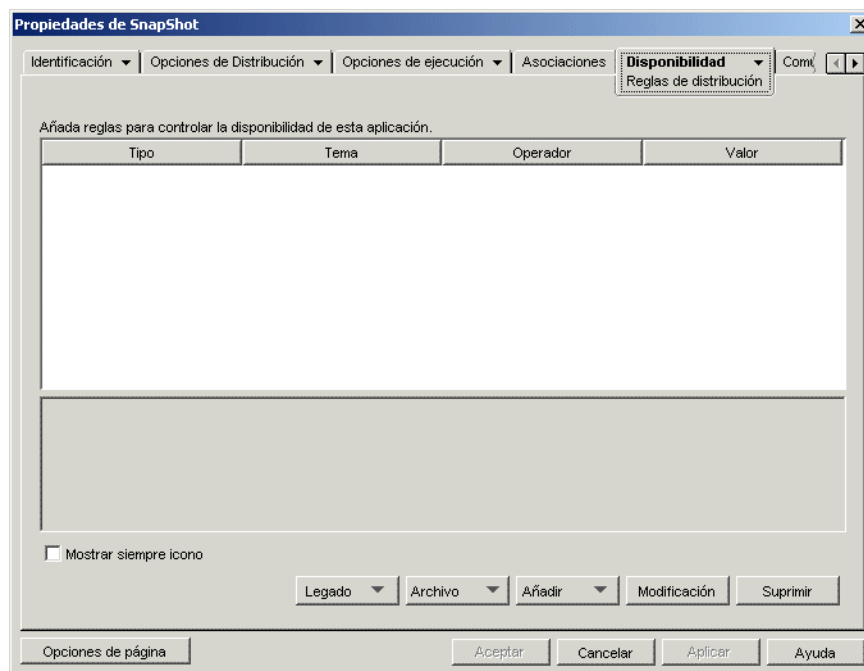 Propiedades de SnapShot
Identificación Opciones de Distribución Opciones de ejecución Asociaciones Disponibilidad
Reglas de distribución
Añada reglas para controlar la disponibilidad de esta aplicación.
Tipo Tema Operador Valor
Mostrar siempre icono
Legado Archivo Añadir Modificación Suprimir
Opciones de página Aceptar Cancelar Aplicar Ayuda